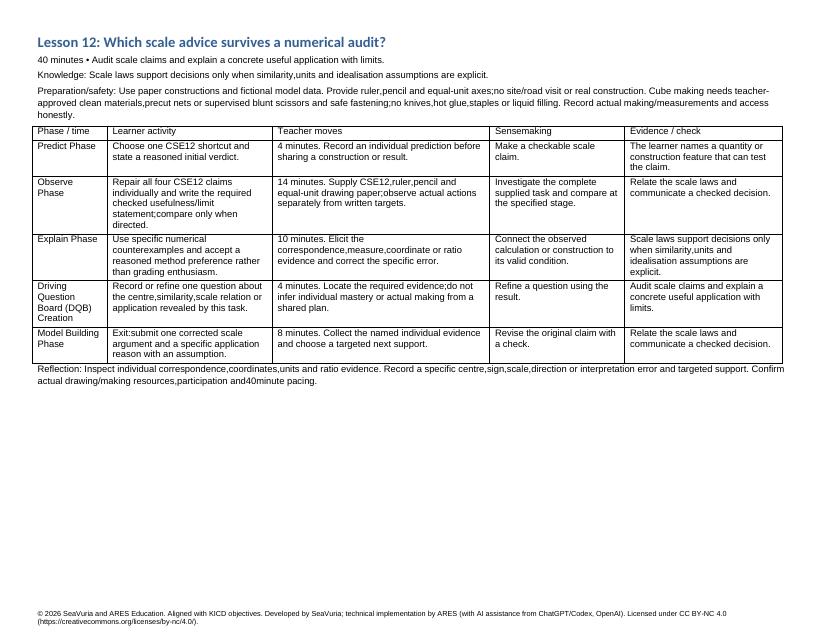 Lesson 12: Which scale advice survives a numerical audit?
40 minutes • Audit scale claims and explain a concrete useful application with limits.
Knowledge: Scale laws support decisions only when similarity,units and idealisation assumptions are explicit.
Preparation/safety: Use paper constructions and fictional model data. Provide ruler,pencil and equal-unit axes;no site/road visit or real construction. Cube making needs teacher-
approved clean materials,precut nets or supervised blunt scissors and safe fastening;no knives,hot glue,staples or liquid filling. Record actual making/measurements and access
honestly.
Phase / time
Learner activity
Teacher moves
Sensemaking
Evidence / check
Predict Phase
Choose one CSE12 shortcut and
state a reasoned initial verdict.
4 minutes. Record an individual prediction before
sharing a construction or result.
Make a checkable scale
claim.
The learner names a quantity or
construction feature that can test
the claim.
Observe
Phase
Repair all four CSE12 claims
individually and write the required
checked usefulness/limit
statement;compare only when
directed.
14 minutes. Supply CSE12,ruler,pencil and
equal-unit drawing paper;observe actual actions
separately from written targets.
Investigate the complete
supplied task and compare at
the specified stage.
Relate the scale laws and
communicate a checked decision.
Explain Phase
Use specific numerical
counterexamples and accept a
reasoned method preference rather
than grading enthusiasm.
10 minutes. Elicit the
correspondence,measure,coordinate or ratio
evidence and correct the specific error.
Connect the observed
calculation or construction to
its valid condition.
Scale laws support decisions only
when similarity,units and
idealisation assumptions are
explicit.
Driving
Question
Board (DQB)
Creation
Record or refine one question about
the centre,similarity,scale relation or
application revealed by this task.
4 minutes. Locate the required evidence;do not
infer individual mastery or actual making from a
shared plan.
Refine a question using the
result.
Audit scale claims and explain a
concrete useful application with
limits.
Model Building
Phase
Exit:submit one corrected scale
argument and a specific application
reason with an assumption.
8 minutes. Collect the named individual evidence
and choose a targeted next support.
Revise the original claim with
a check.
Relate the scale laws and
communicate a checked decision.
Reflection: Inspect individual correspondence,coordinates,units and ratio evidence. Record a specific centre,sign,scale,direction or interpretation error and targeted support. Confirm
actual drawing/making resources,participation and40minute pacing.
© 2026 SeaVuria and ARES Education. Aligned with KICD objectives. Developed by SeaVuria; technical implementation by ARES (with AI assistance from ChatGPT/Codex, OpenAI). Licensed under CC BY-NC 4.0
(https://creativecommons.org/licenses/by-nc/4.0/).